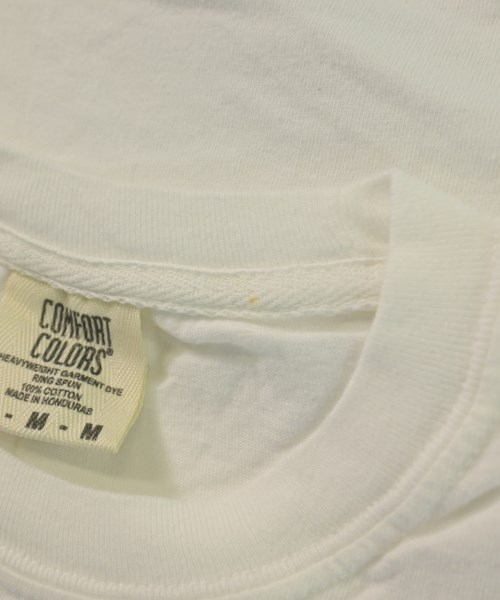 COMFORT
COLORS®
HEAVYWEIGHT GARMENT DYE
RING SPUN
100% COTTON
MADE IN HONDURAS
- M - M